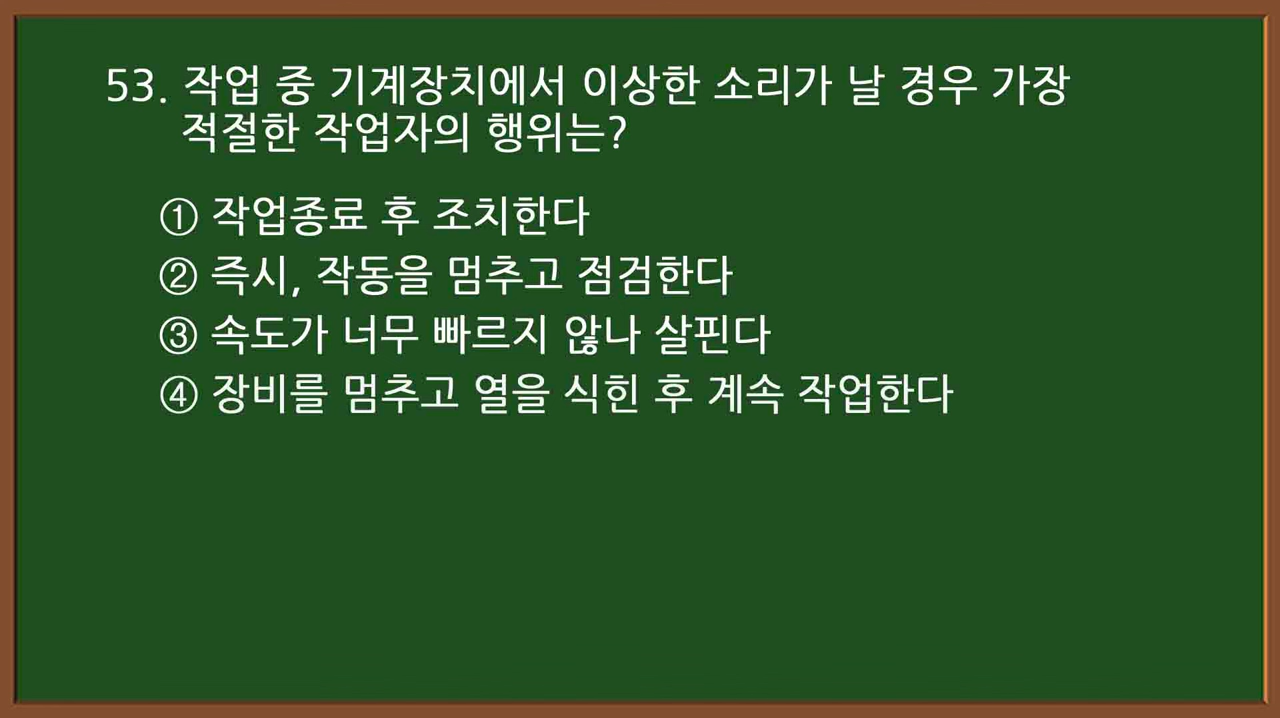 53. 작업 중 기계장치에서 이상한 소리가 날 경우 가장
적절한 작업자의 행위는?
① 작업종료 후 조치한다
② 즉시, 작동을 멈추고 점검한다
③ 속도가 너무 빠르지 않나 살핀다
④ 장비를 멈추고 열을 식힌 후 계속 작업한다